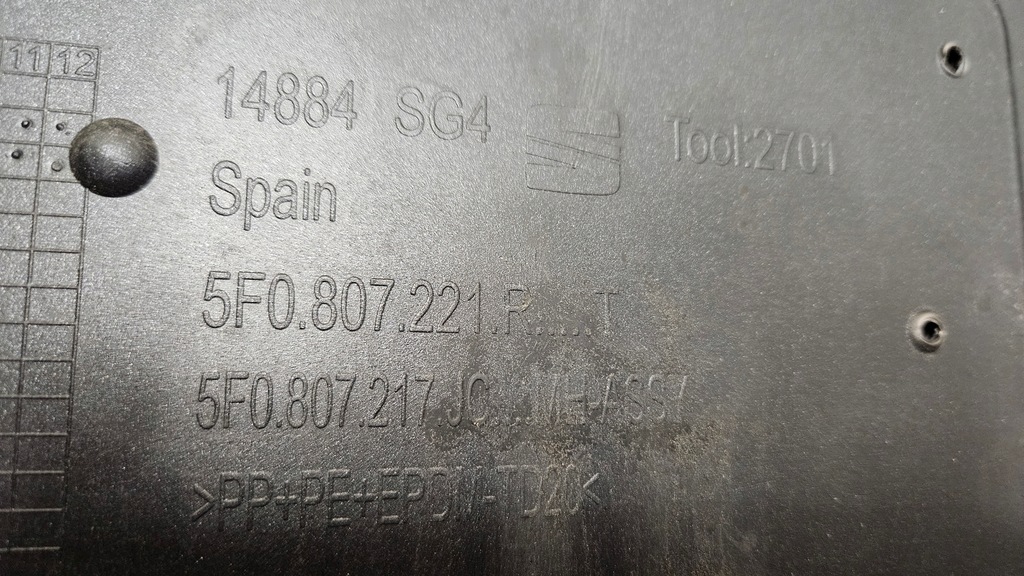 11 12
14884 SG4
Tool:2701
Spain
5F0.807.221.R.....T
5F0.807.217.JC
>PP+PE+EPDM-TD20<